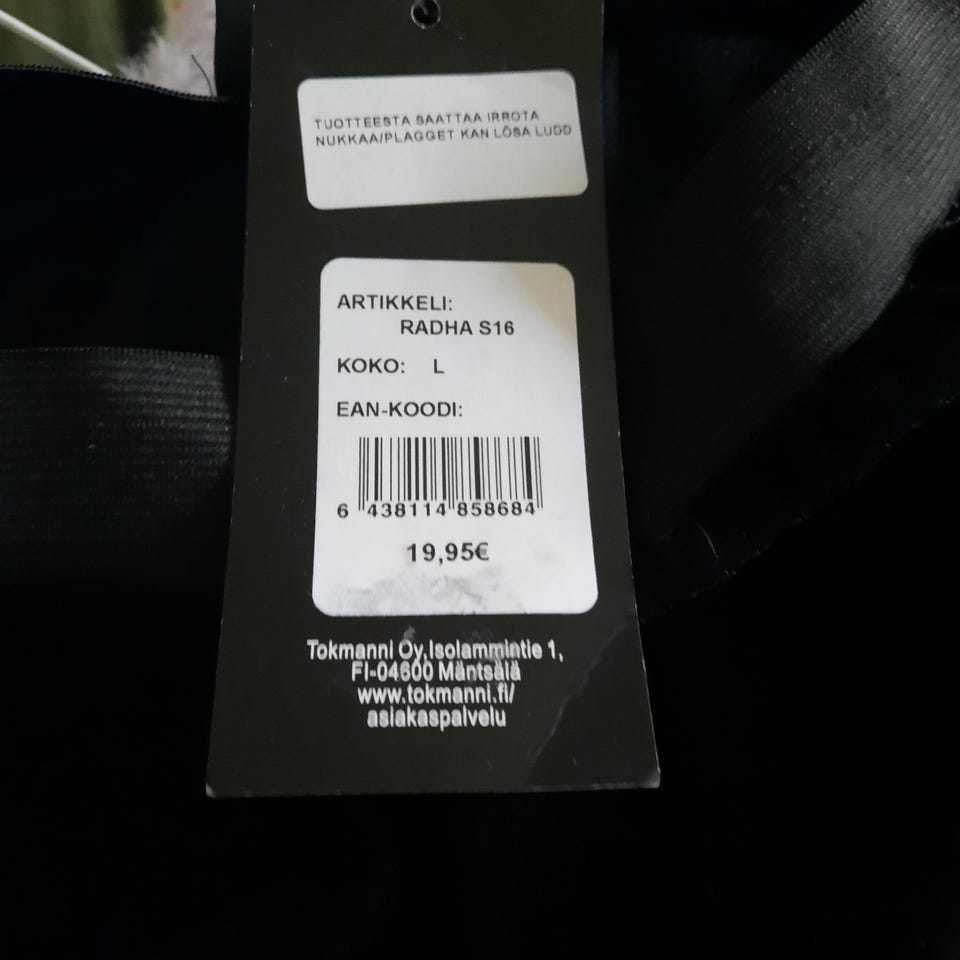 TUOTTEESTA SAATTAA IRROTA
NUKKAA/PLAGGET KAN LÖSA LUDD
ARTIKKELI:
RADHA S16
KOKO: L
EAN-KOODI:
6 438114 858684
19,95€
Tokmanni Oy,Isolammintie 1,
FI-04600 Mäntsälä
www.tokmanni.fi/
asiakaspalvelu